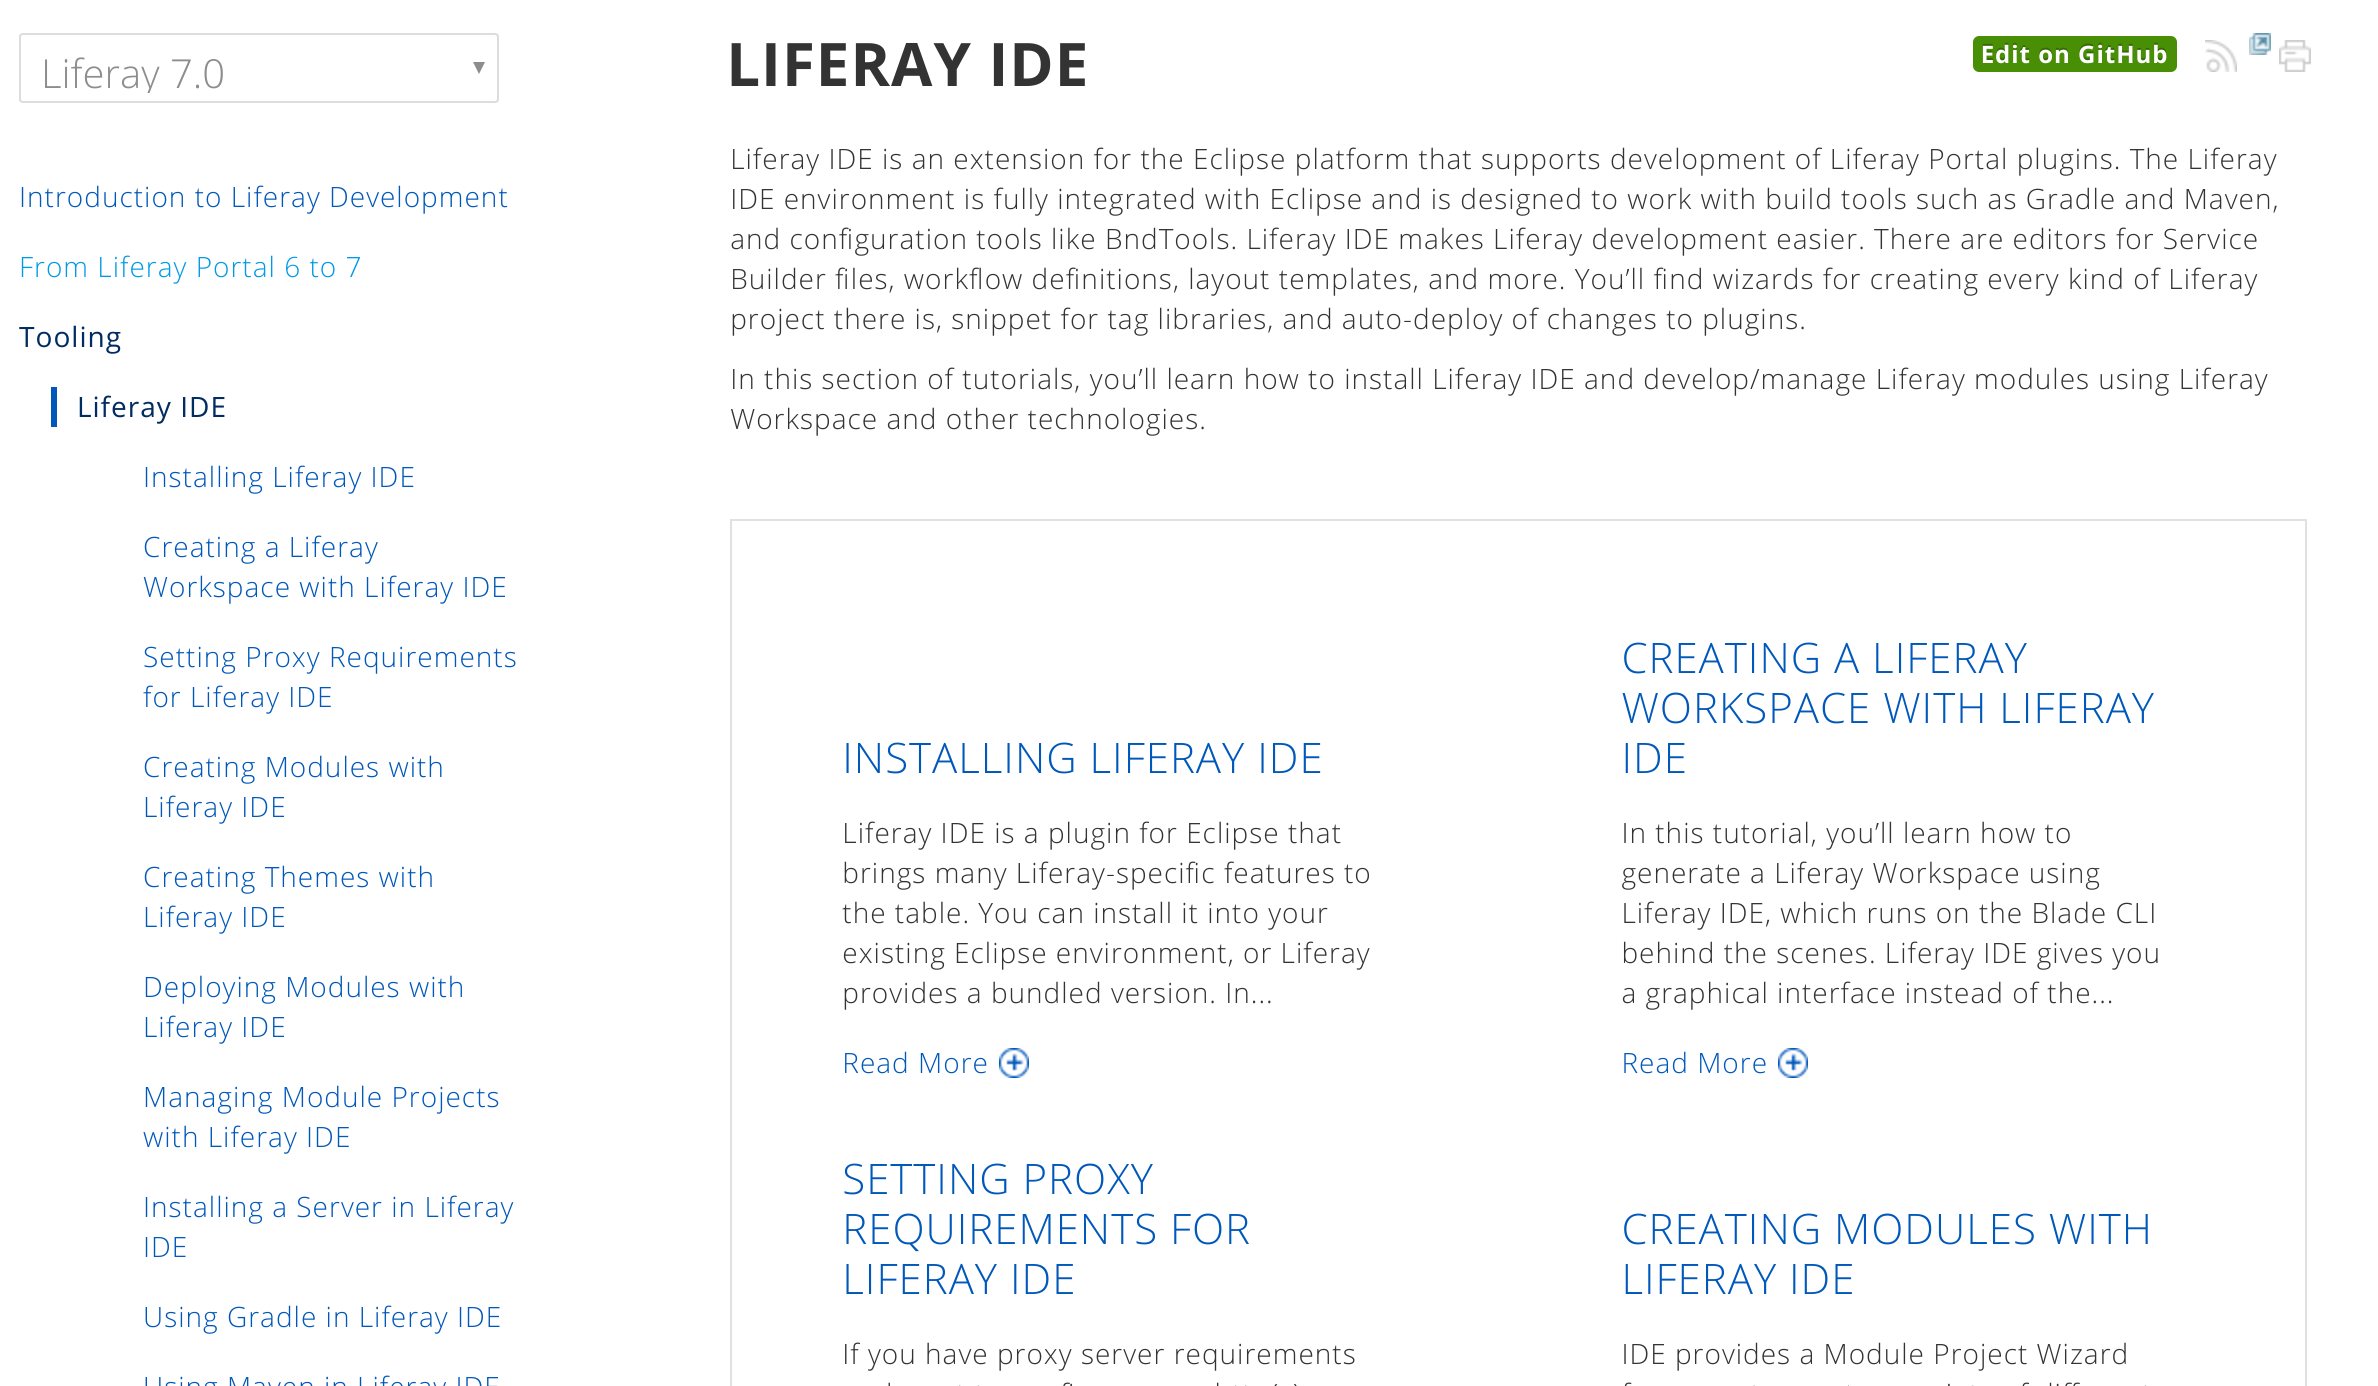 Liferay 7.0
Introduction to Liferay Development
From Liferay Portal 6 to 7
Tooling
Liferay IDE
Installing Liferay IDE
Creating a Liferay
Workspace with Liferay IDE
Setting Proxy Requirements
for Liferay IDE
Creating Modules with
Liferay IDE
Creating Themes with
Liferay IDE
Deploying Modules with
Liferay IDE
Managing Module Projects
with Liferay IDE
Installing a Server in Liferay
IDE
Using Gradle in Liferay IDE
Using Maven in Liferay IDE
LIFERAY IDE
Edit on GitHub
Liferay IDE is an extension for the Eclipse platform that supports development of Liferay Portal plugins. The Liferay
IDE environment is fully integrated with Eclipse and is designed to work with build tools such as Gradle and Maven,
and configuration tools like BndTools. Liferay IDE makes Liferay development easier. There are editors for Service
Builder files, workflow definitions, layout templates, and more. You’ll find wizards for creating every kind of Liferay
project there is, snippet for tag libraries, and auto-deploy of changes to plugins.
In this section of tutorials, you’ll learn how to install Liferay IDE and develop/manage Liferay modules using Liferay
Workspace and other technologies.
INSTALLING LIFERAY IDE
Liferay IDE is a plugin for Eclipse that
brings many Liferay-specific features to
the table. You can install it into your
existing Eclipse environment, or Liferay
provides a bundled version. In...
Read More
CREATING A LIFERAY
WORKSPACE WITH LIFERAY
IDE
In this tutorial, you’ll learn how to
generate a Liferay Workspace using
Liferay IDE, which runs on the Blade CLI
behind the scenes. Liferay IDE gives you
a graphical interface instead of the...
Read More
SETTING PROXY
REQUIREMENTS FOR
LIFERAY IDE
If you have proxy server requirements
CREATING MODULES WITH
LIFERAY IDE
IDE provides a Module Project Wizard